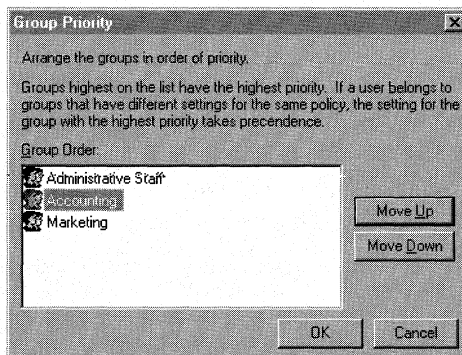 Group Priority
Arrange the groups in order of priority.
Groups highest on the list have the highest priority. If a user belongs to
groups that have different settings for the same policy, the setting for the
group with the highest priority takes precendence.
Group Order:
Administrative Staff
Accounting
Marketing
Move Up
Move Down
OK
Cancel